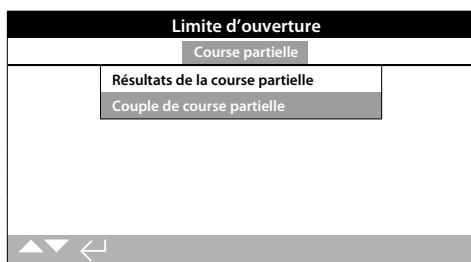 Limite d’ouverture
Course partielle
Résultats de la course partielle
Couple de course partielle